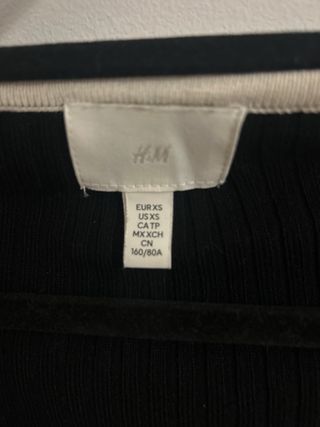 H&M
EUR XS
US XS
CA TP
MX XCH
CN
160/80A